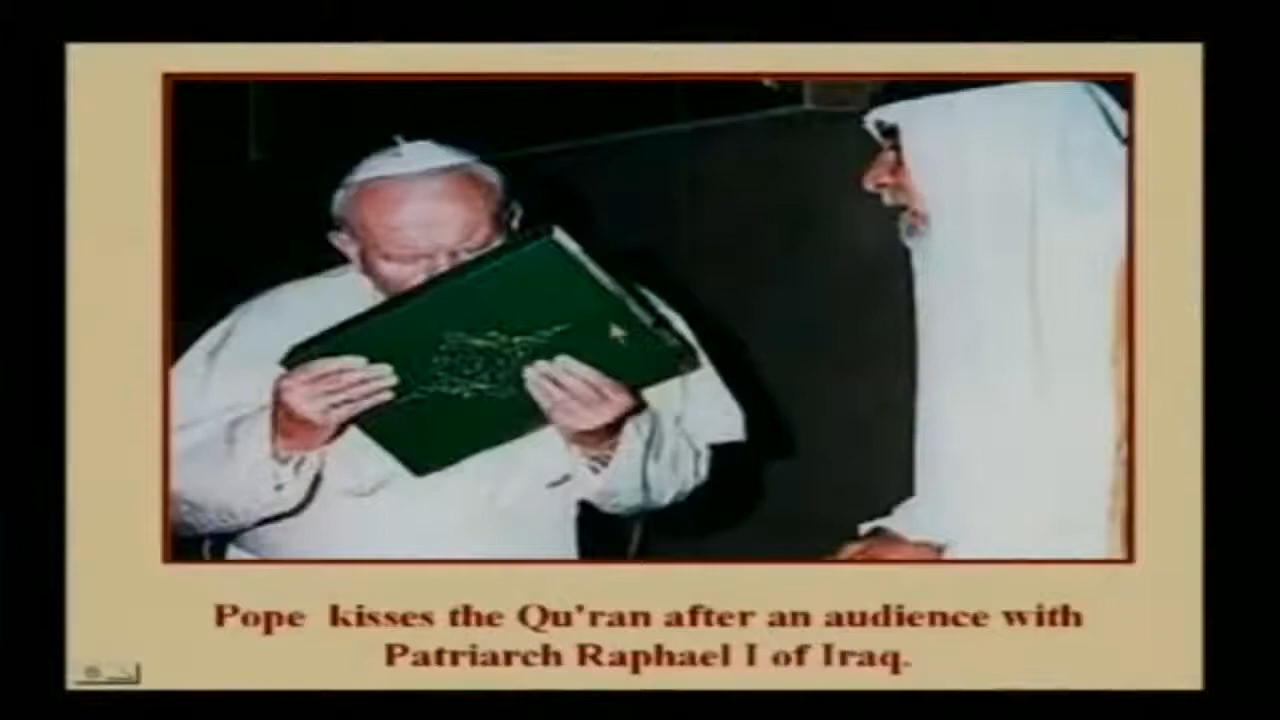 Pope kisses the Qu'ran after an audience with
Patriarch Raphael I of Iraq.